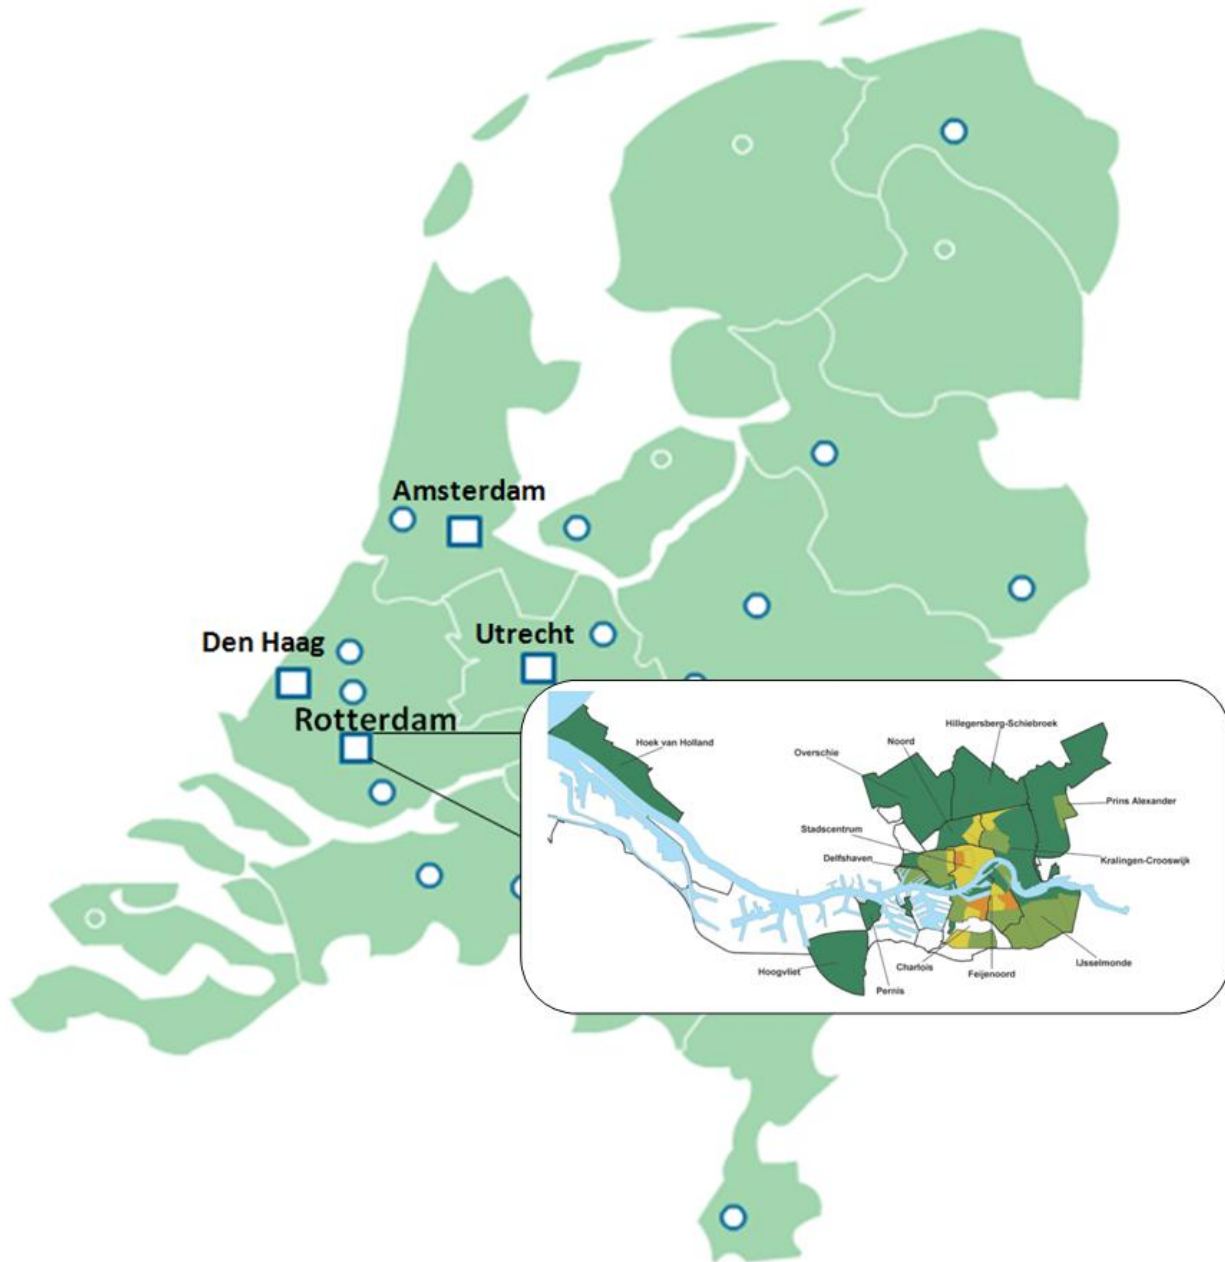 Amsterdam
Den Haag
Utrecht
Rotterdam
Hillegersberg-Schiebroek
Hoek van Holland
Noord
Overschie
Prins Alexander
Stadscentrum
Delfshaven
Kralingen-Crooswijk
IJsselmonde
Charlois
Hoogvliet
Feijenoord
Pernis